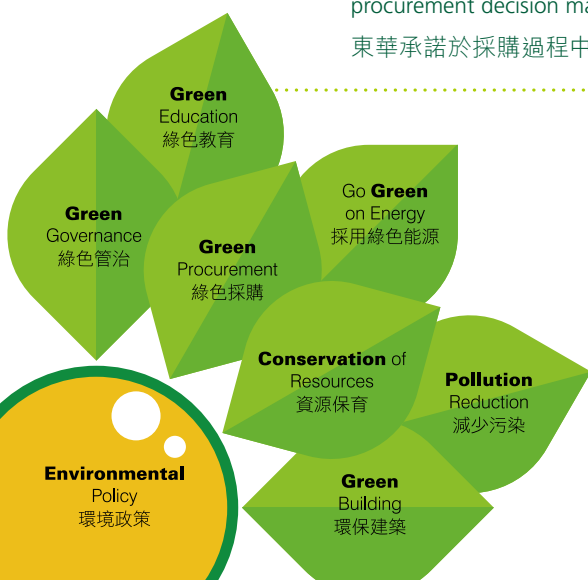 procurement decision ma
東華承諾於採購過程中
Green
Education
綠色教育
Green
Governance
綠色管治
Green
Procurement
綠色採購
Go Green
on Energy
採用綠色能源
Conservation of
Resources
資源保育
Pollution
Reduction
減少污染
Environmental
Policy
環境政策
Green
Building
環保建築